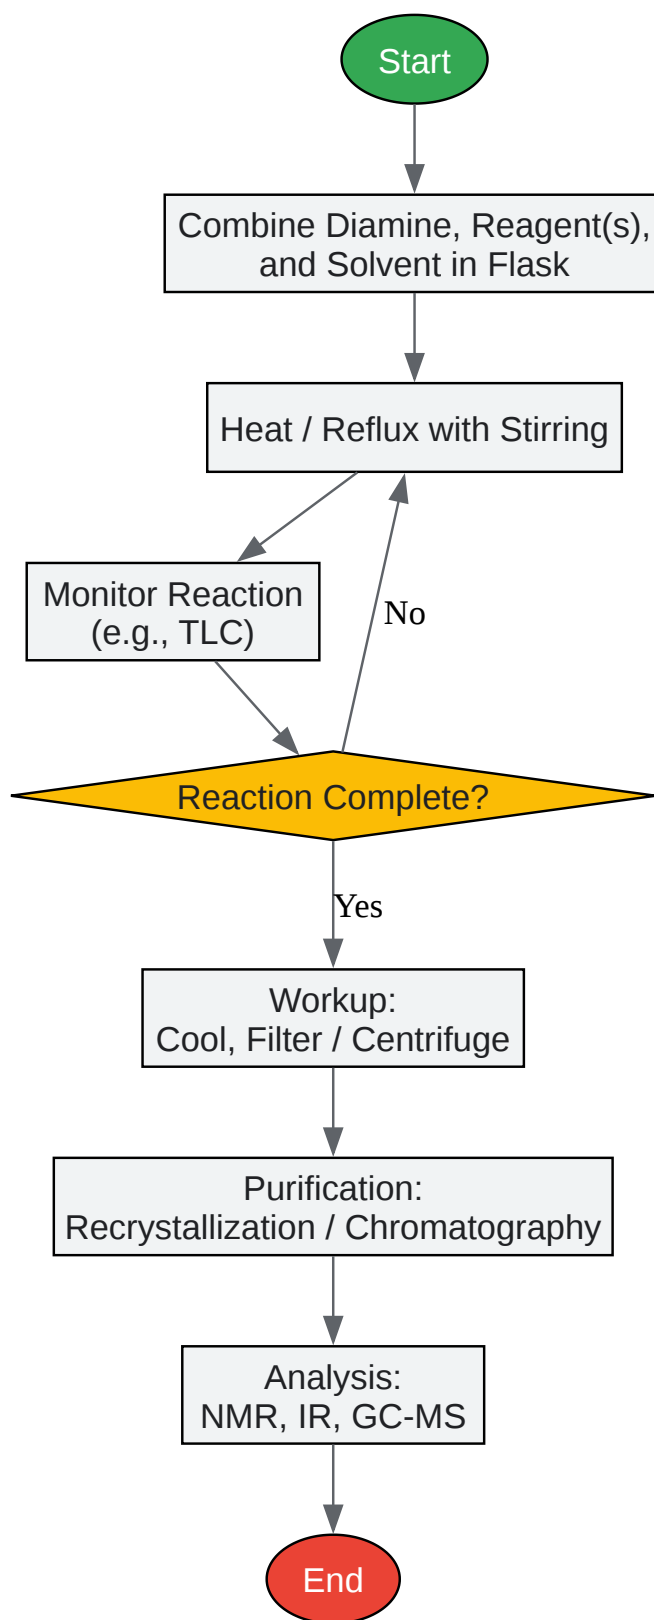 Start
Combine Diamine, Reagent(s),
and Solvent in Flask
Heat / Reflux with Stirring
Monitor Reaction
(e.g., TLC)
No
Reaction Complete?
Yes
Workup:
Cool, Filter / Centrifuge
Purification:
Recrystallization / Chromatography
Analysis:
NMR, IR, GC-MS
End